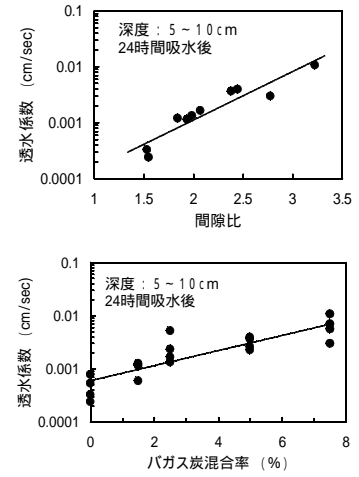 0.1
深度：5～10cm
24時間吸水後
0.01
0.001
0.0001
透水係数 (cm/sec)
1 1.5 2 2.5 3 3.5
間隙比
0.1
深度：5～10cm
24時間吸水後
0.01
0.001
0.0001
透水係数 (cm/sec)
0 2 4 6 8
バガス炭混合率 (%)